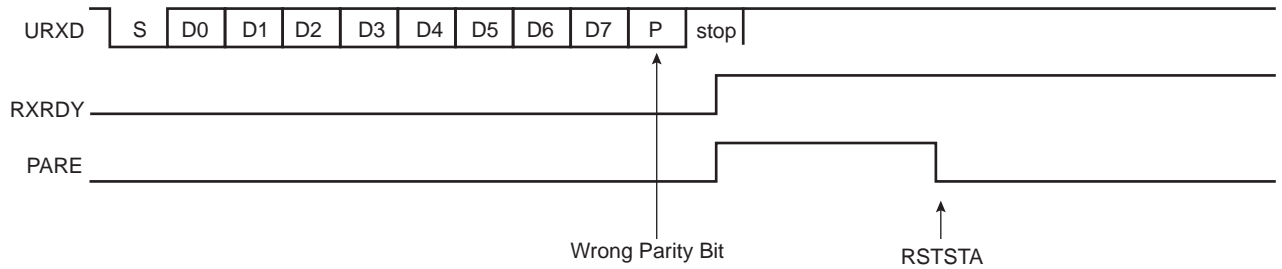 URXD S D0 D1 D2 D3 D4 D5 D6 D7 P stop
RXRDY
PARE
Wrong Parity Bit
RSTSTA